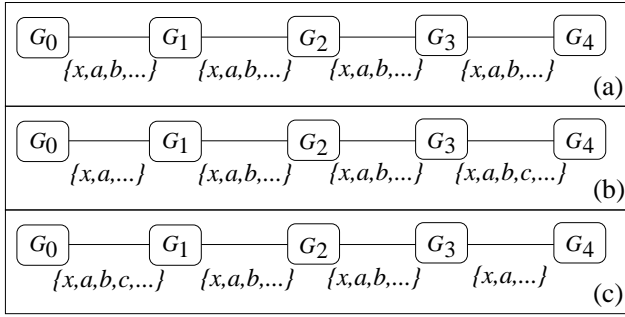 G0 G1 G2 G3 G4
{x,a,b,...} {x,a,b,...} {x,a,b,...} {x,a,b,...}
(a)
G0 G1 G2 G3 G4
{x,a,...} {x,a,b,...} {x,a,b,...} {x,a,b,c,...}
(b)
G0 G1 G2 G3 G4
{x,a,b,c,...} {x,a,b,...} {x,a,b,...} {x,a,...}
(c)